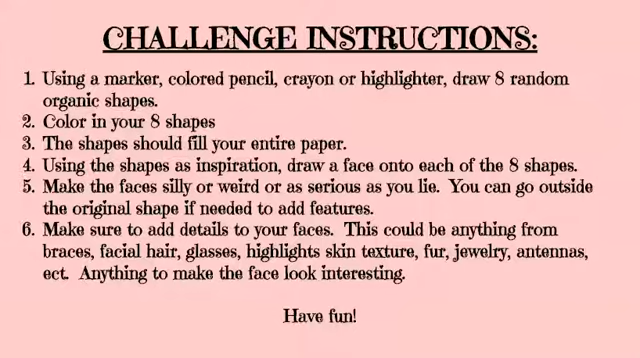 CHALLENGE INSTRUCTIONS:
1. Using a marker, colored pencil, crayon or highlighter, draw 8 random
organic shapes.
2. Color in your 8 shapes
3. The shapes should fill your entire paper.
4. Using the shapes as inspiration, draw a face onto each of the 8 shapes.
5. Make the faces silly or weird or as serious as you lie. You can go outside
the original shape if needed to add features.
6. Make sure to add details to your faces. This could be anything from
braces, facial hair, glasses, highlights skin texture, fur, jewelry, antennas,
ect. Anything to make the face look interesting.
Have fun!